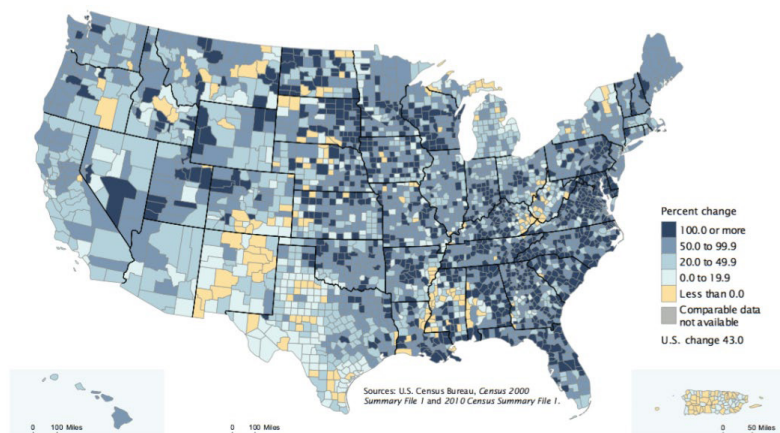 Percent change
100.0 or more
50.0 to 99.9
20.0 to 49.9
0.0 to 19.9
Less than 0.0
Comparable data
not available
U.S. change 43.0
Sources: U.S. Census Bureau, Census 2000
Summary File 1 and 2010 Census Summary File 1.
0 100 Miles
0 100 Miles
0 50 Miles